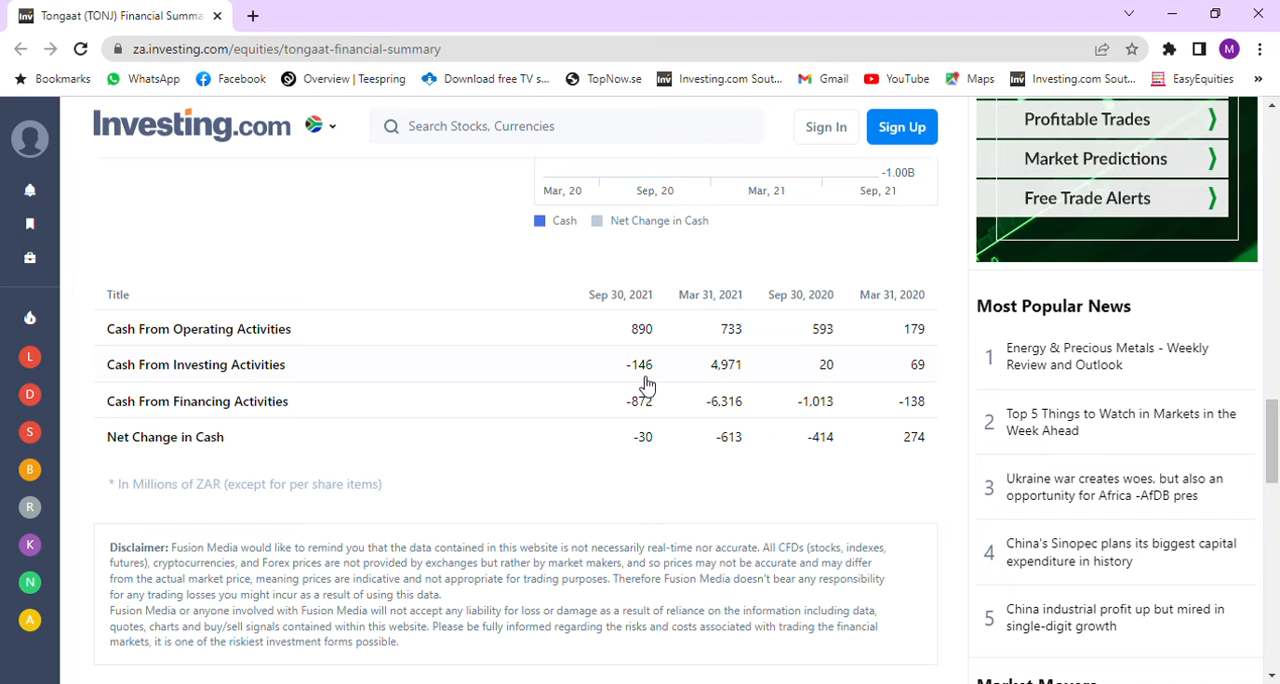 Inv Tongaat (TONJ) Financial Summa
za.investing.com/equities/tongaat-financial-summary
M
Bookmarks WhatsApp Facebook Overview | Teespring Download free TV s... TopNow.se Inv Investing.com Sout... Gmail YouTube Maps Inv Investing.com Sout... EasyEquities »
Investing.com Search Stocks, Currencies Sign In Sign Up
Profitable Trades
Market Predictions
Free Trade Alerts
-1.00B
Mar, 20 Sep, 20 Mar, 21 Sep, 21
Cash Net Change in Cash
Title Sep 30, 2021 Mar 31, 2021 Sep 30, 2020 Mar 31, 2020
Cash From Operating Activities 890 733 593 179
Cash From Investing Activities -146 4,971 20 69
Cash From Financing Activities -872 -6,316 -1,013 -138
Net Change in Cash -30 -613 -414 274
* In Millions of ZAR (except for per share items)
Disclaimer: Fusion Media would like to remind you that the data contained in this website is not necessarily real-time nor accurate. All CFDs (stocks, indexes,
futures), cryptocurrencies, and Forex prices are not provided by exchanges but rather by market makers, and so prices may not be accurate and may differ
from the actual market price, meaning prices are indicative and not appropriate for trading purposes. Therefore Fusion Media doesn't bear any responsibility
for any trading losses you might incur as a result of using this data.
Fusion Media or anyone involved with Fusion Media will not accept any liability for loss or damage as a result of reliance on the information including data,
quotes, charts and buy/sell signals contained within this website. Please be fully informed regarding the risks and costs associated with trading the financial
markets, it is one of the riskiest investment forms possible.
Most Popular News
1 Energy & Precious Metals - Weekly
Review and Outlook
2 Top 5 Things to Watch in Markets in the
Week Ahead
3 Ukraine war creates woes, but also an
opportunity for Africa -AfDB pres
4 China's Sinopec plans its biggest capital
expenditure in history
5 China industrial profit up but mired in
single-digit growth
Market Movers
L
D
S
B
R
K
N
A